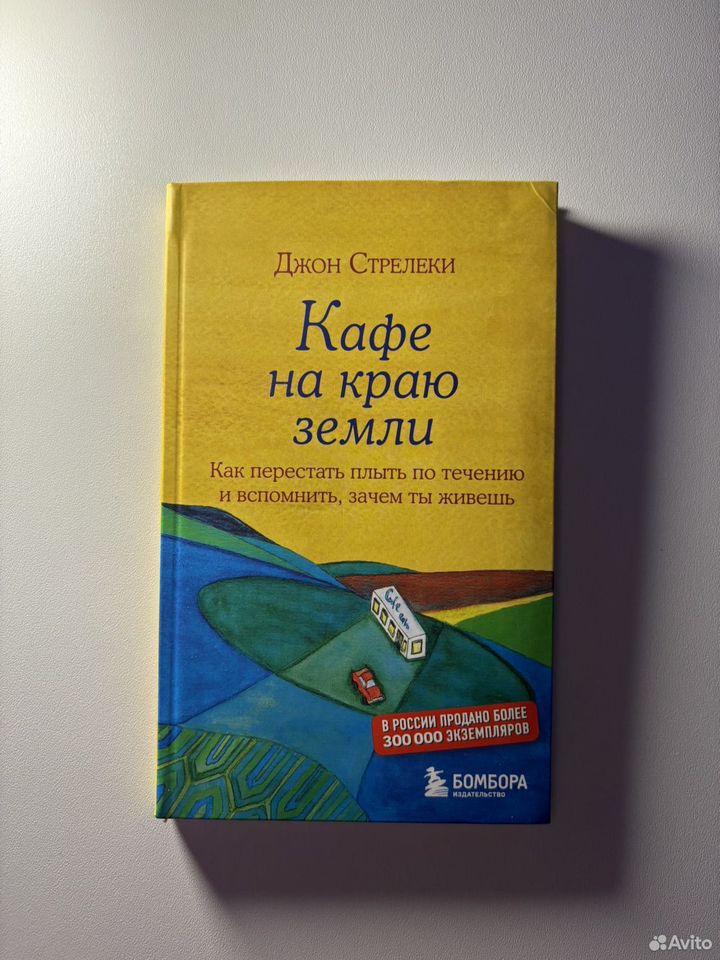 Джон Стрелеки
Кафе
на краю
земли
Как перестать плыть по течению
и вспомнить, зачем ты живешь
В РОССИИ ПРОДАНО БОЛЕЕ
300 000 ЭКЗЕМПЛЯРОВ
БОМБОРА
ИЗДАТЕЛЬСТВО
Avito